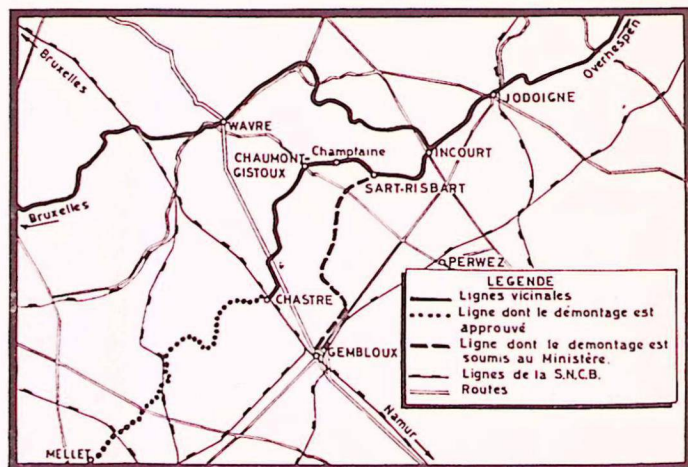 Bruxelles
Overhespen
JODOIGNE
WAVRE
Champtaine
INCOURT
CHAUMONT-
GISTOUX
SART-RISBART
Bruxelles
PERWEZ
LEGENDE
Lignes vicinales
Ligne dont le démontage est
approuvé
Ligne dont le démontage est
soumis au Ministère.
Lignes de la S.N.C.B.
Routes
CHASTRE
GEMBLOUX
Namur
MELLET